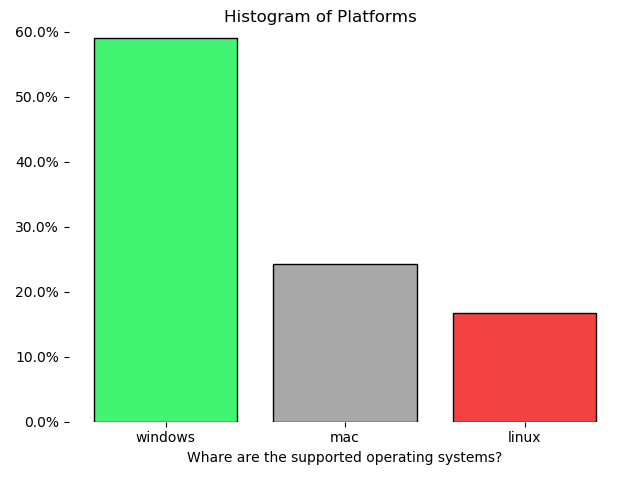 Histogram of Platforms
60.0%
50.0%
40.0%
30.0%
20.0%
10.0%
0.0%
windows mac linux
Whare are the supported operating systems?